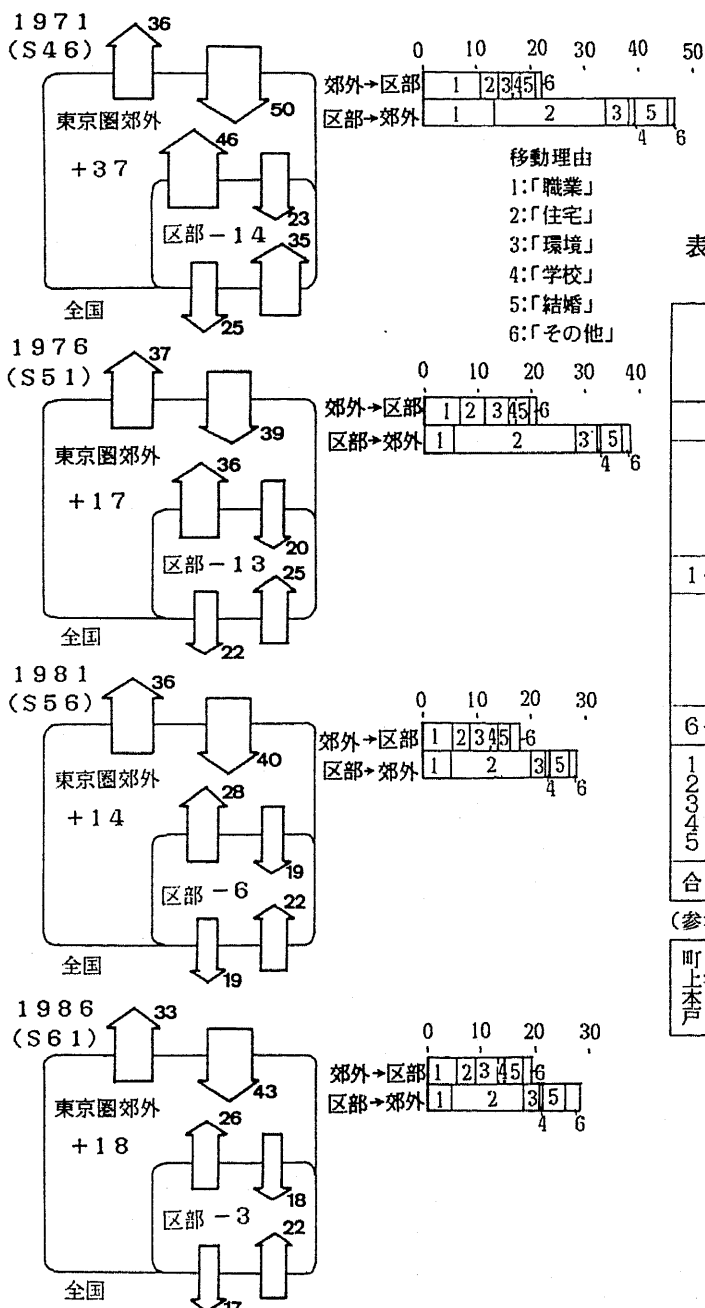 1971
(S46)
36
50
東京圏郊外
+37
46
23
区部-14
35
25
全国
0 10 20 30 40 50
郊外→区部 1 2 3 4 5 6
区部→郊外 1 2 3 4 5 6
移動理由
1:「職業」
2:「住宅」
3:「環境」
4:「学校」
5:「結婚」
6:「その他」
1976
(S51)
37
39
東京圏郊外
+17
36
20
区部-13
25
22
全国
0 10 20 30 40
郊外→区部 1 2 3 4 5 6
区部→郊外 1 2 3 4 5 6
1981
(S56)
36
40
東京圏郊外
+14
28
19
区部-6
22
19
全国
0 10 20 30
郊外→区部 1 2 3 4 5 6
区部→郊外 1 2 3 4 5 6
1986
(S61)
33
43
東京圏郊外
+18
26
18
区部-3
22
17
全国
0 10 20 30
郊外→区部 1 2 3 4 5 6
区部→郊外 1 2 3 4 5 6
表
1
6
1
2
3
4
5
合
(参
町
上
本
戸